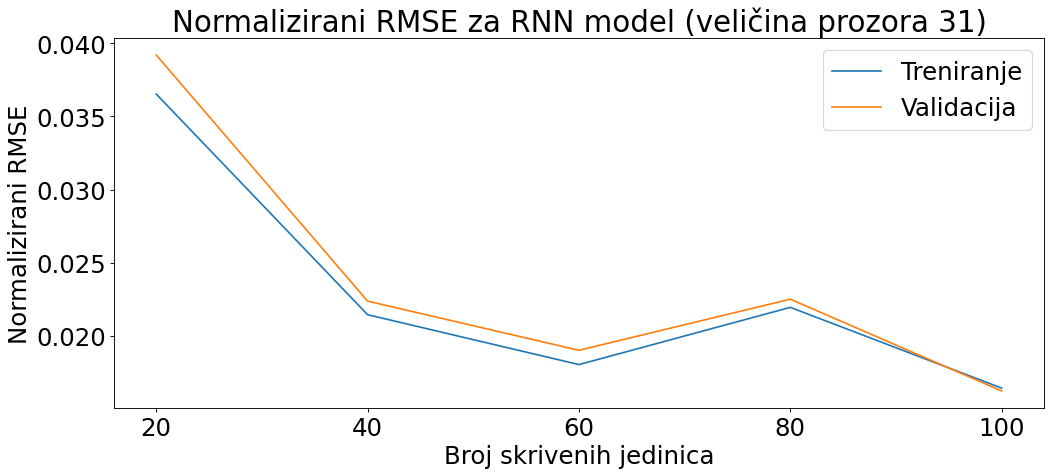 Normalizirani RMSE za RNN model (veličina prozora 31)
Treniranje
Validacija
Normalizirani RMSE
0.040
0.035
0.030
0.025
0.020
20 40 60 80 100
Broj skrivenih jedinica